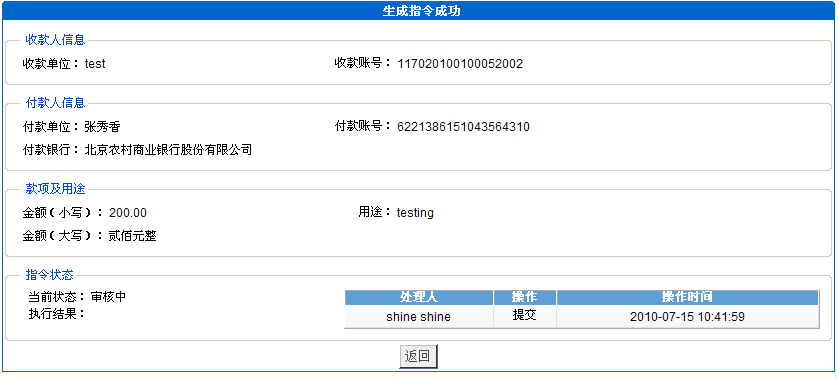 生成指令成功
收款人信息
收款单位： test 收款账号： 117020100100052002
付款人信息
付款单位： 张秀香 付款账号： 6221386151043564310
付款银行： 北京农村商业银行股份有限公司
款项及用途
金额（小写）： 200.00 用途： testing
金额（大写）： 贰佰元整
指令状态
当前状态： 审核中
执行结果：
处理人 操作 操作时间
shine shine 提交 2010-07-15 10:41:59
返回